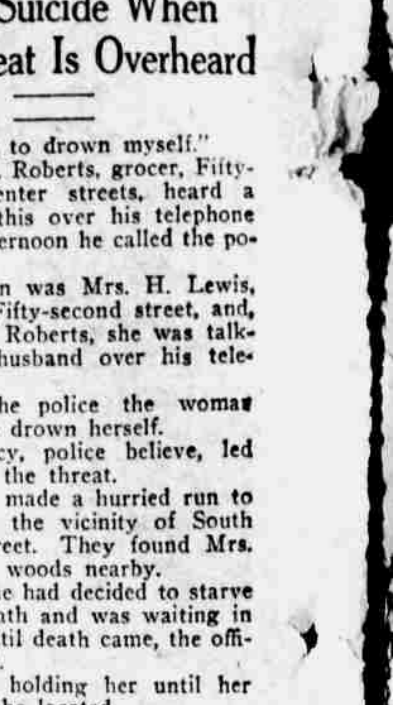 Suicide When
eat Is Overheard
to drown myself."
Roberts, grocer, Fifty-
enter streets, heard a
this over his telephone
ernoon he called the po-
n was Mrs. H. Lewis,
Fifty-second street, and,
Roberts, she was talk-
husband over his tele-
he police the woman
drown herself.
cy, police believe, led
the threat.
made a hurried run to
the vicinity of South
reet. They found Mrs.
woods nearby.
e had decided to starve
ath and was waiting in
til death came, the offi-
holding her until her
be located.